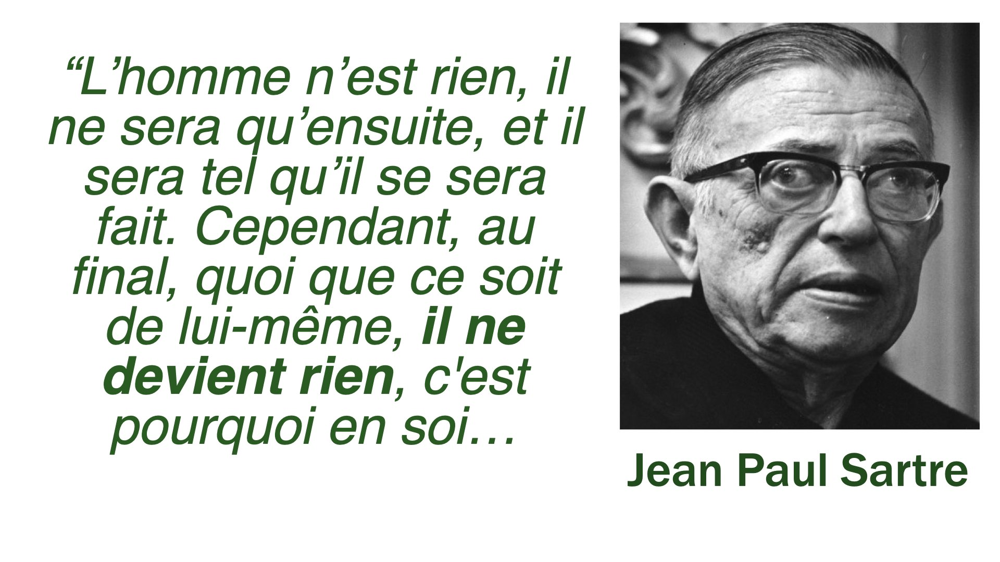 “L’homme n’est rien, il
ne sera qu’ensuite, et il
sera tel qu’il se sera
fait. Cependant, au
final, quoi que ce soit
de lui-même, il ne
devient rien, c'est
pourquoi en soi…
Jean Paul Sartre